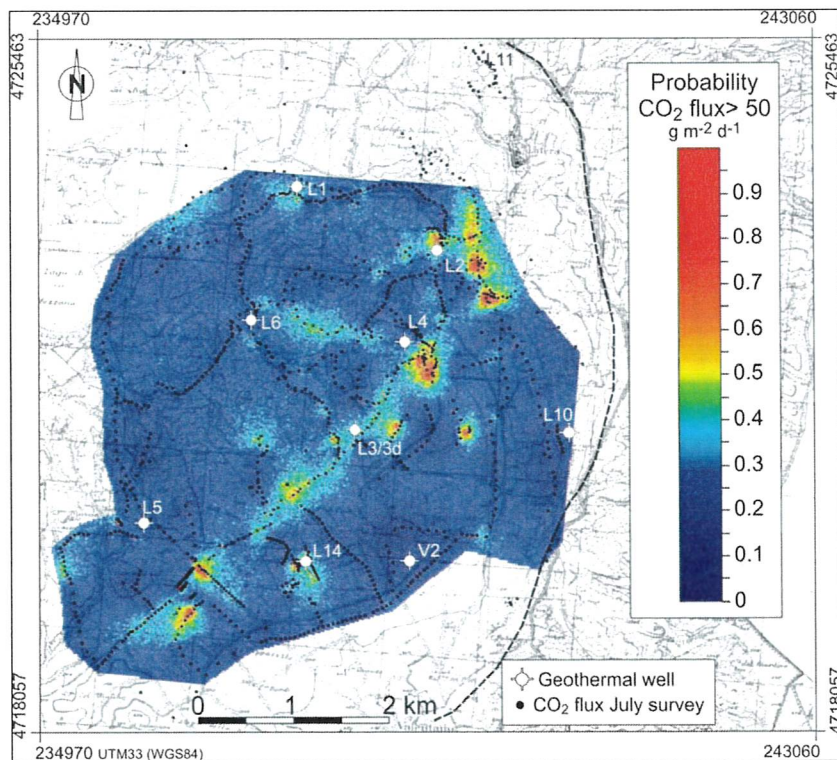 234970
243060
4725463
4725463
N
11
Probability
CO₂ flux> 50
g m⁻² d⁻¹
0.9
0.8
0.7
0.6
0.5
0.4
0.3
0.2
0.1
0
L1
L2
L6
L4
L10
L3/3d
L5
L14
V2
Geothermal well
CO₂ flux July survey
0 1 2 km
4718057
4718057
234970 UTM33 (WGS84)
243060